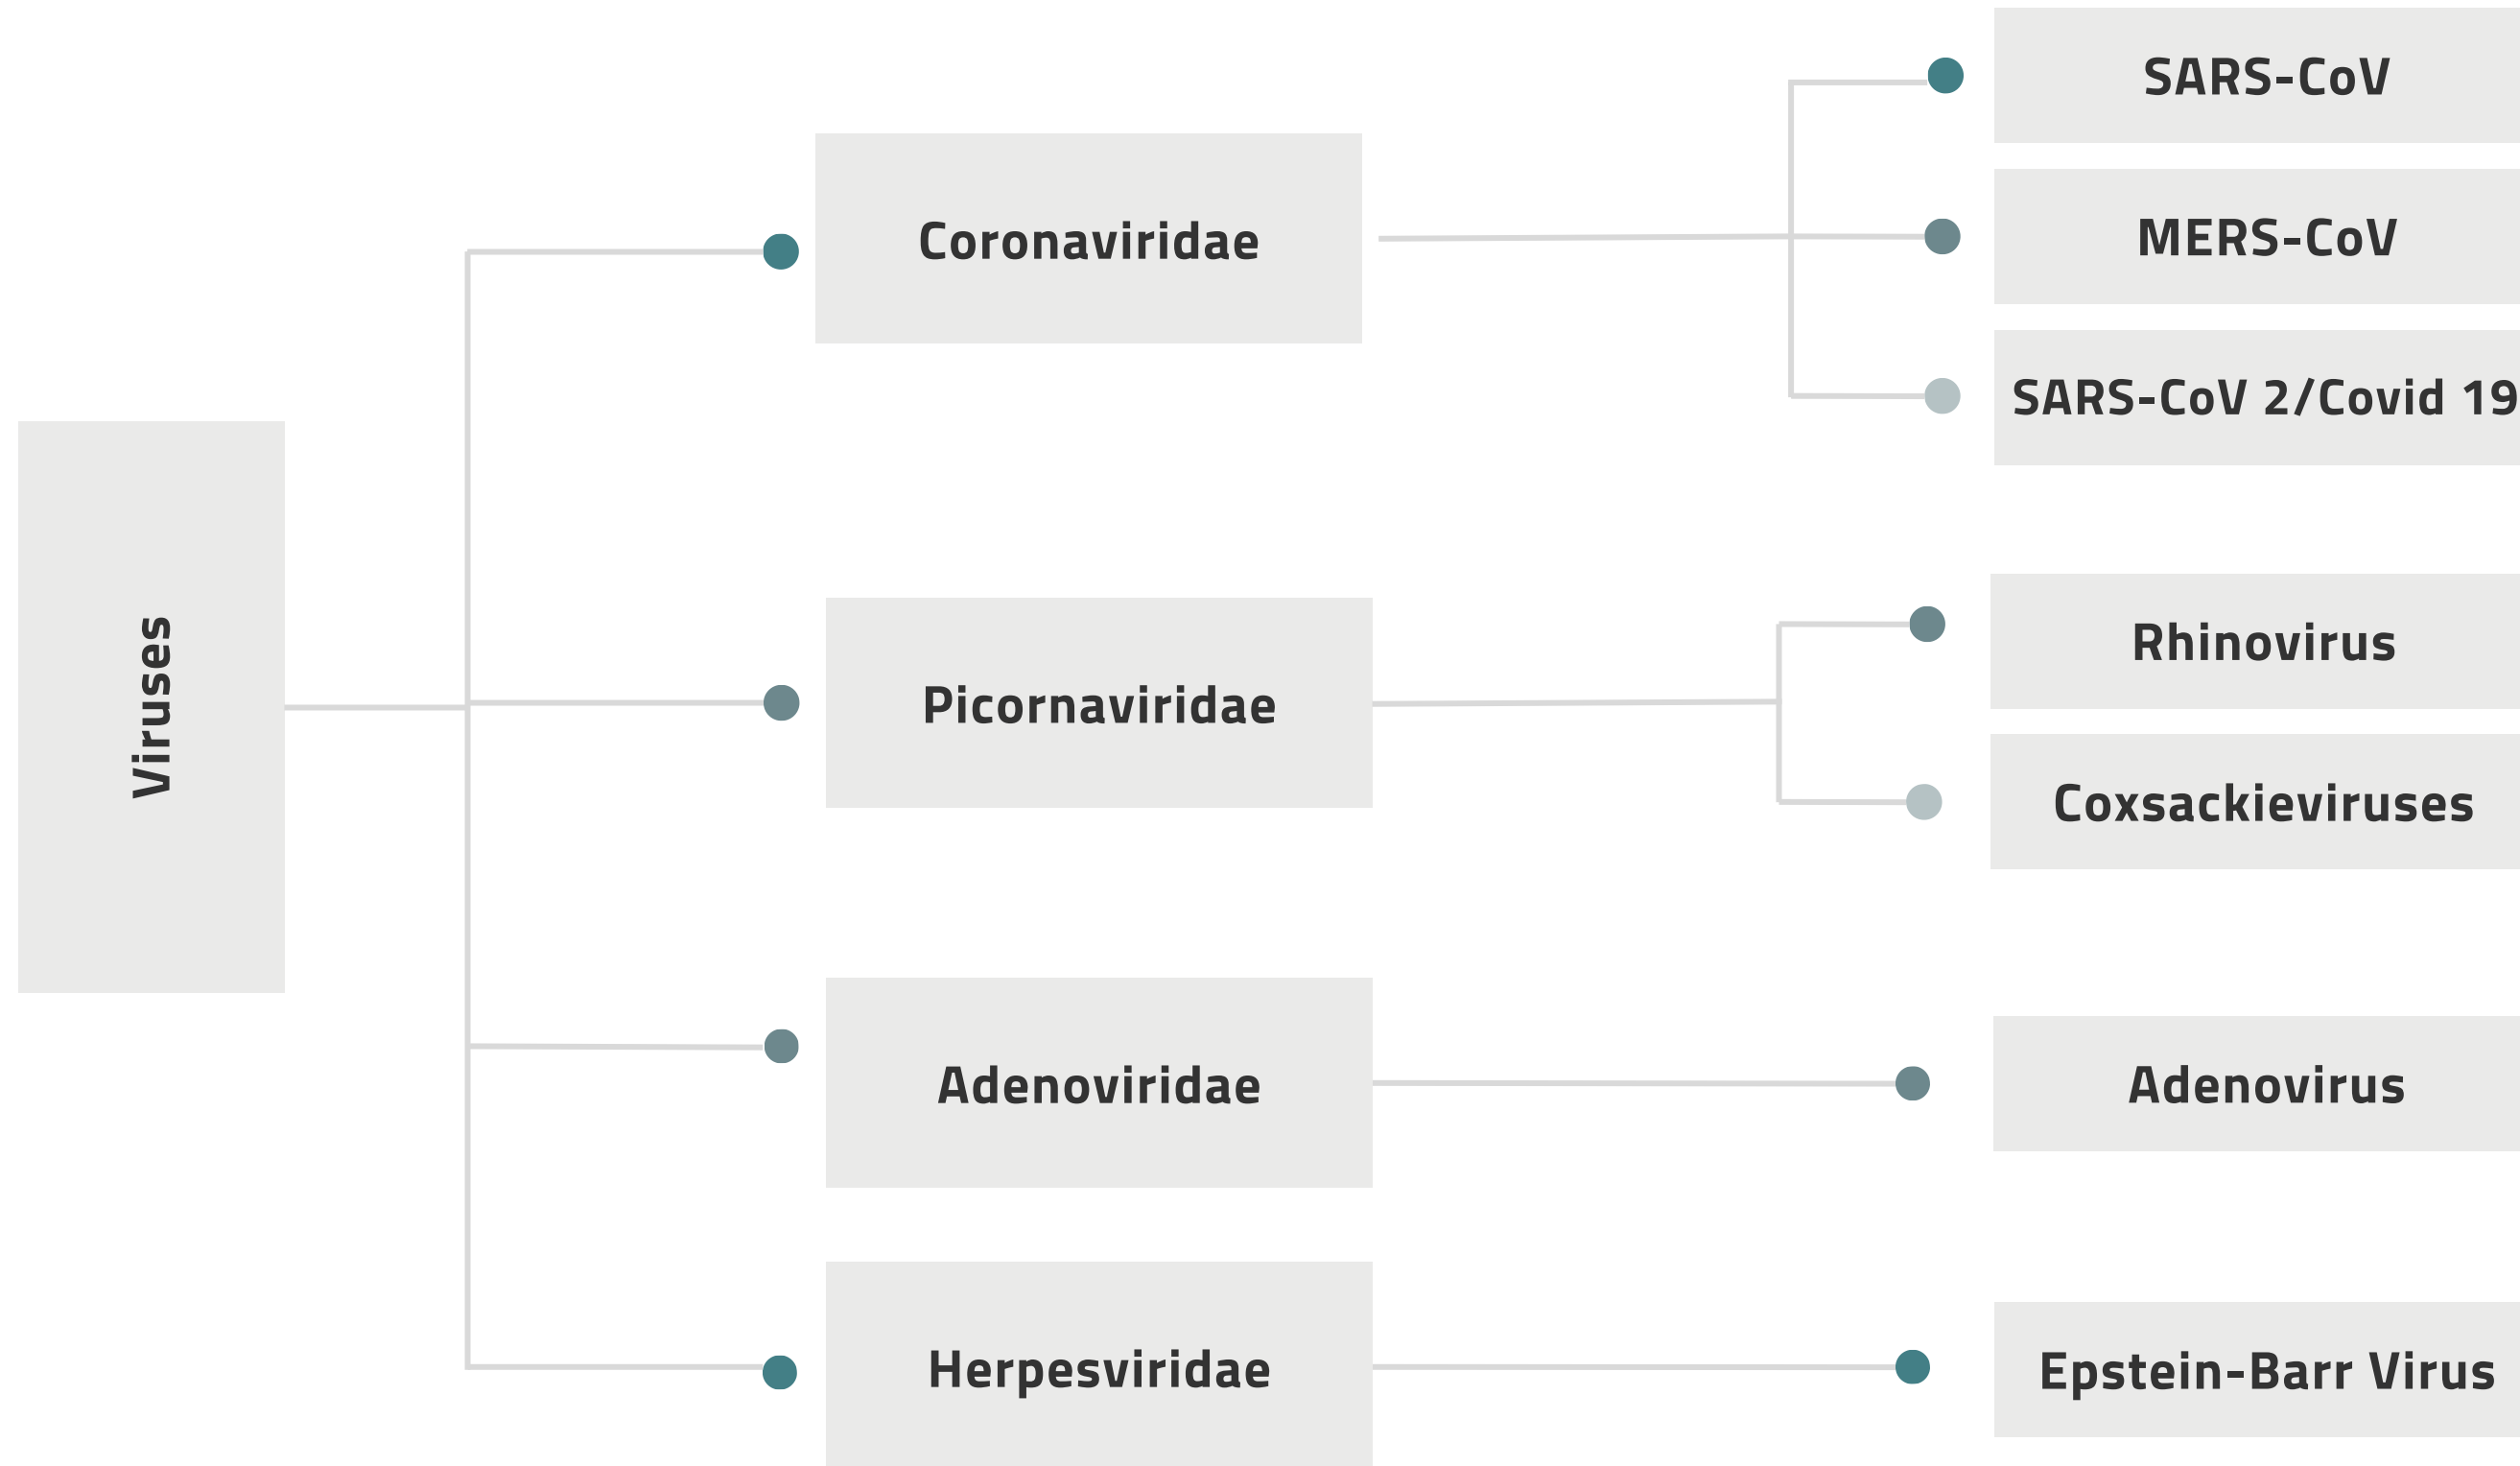 Viruses
Coronaviridae
SARS-CoV
MERS-CoV
SARS-CoV 2/Covid 19
Picornaviridae
Rhinovirus
Coxsackieviruses
Adenoviridae
Adenovirus
Herpesviridae
Epstein-Barr Virus